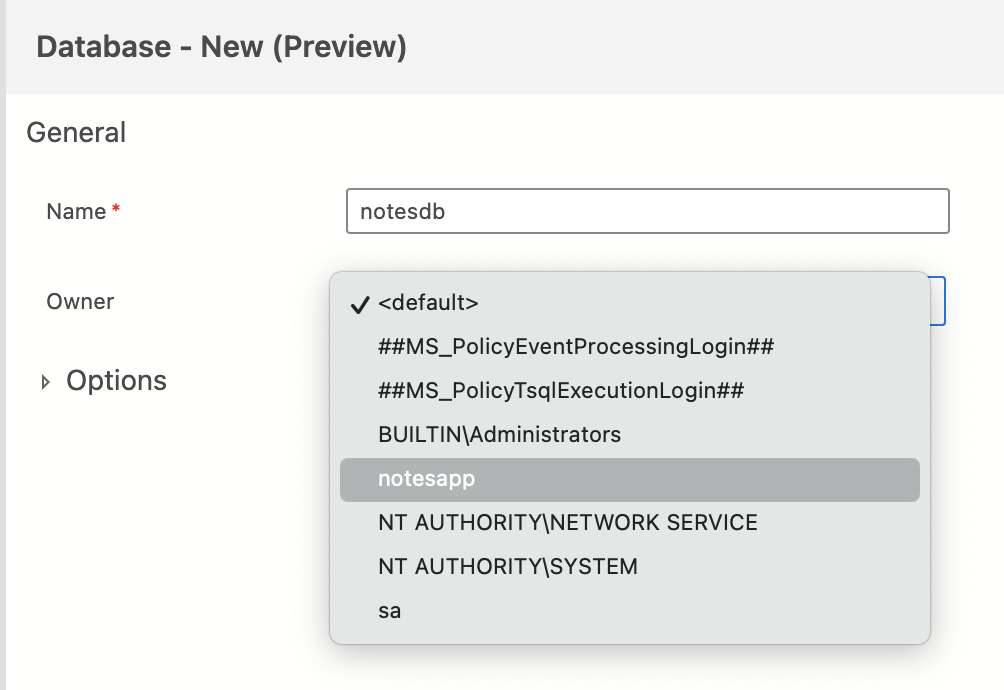 Database - New (Preview)
General
Name *
notesdb
Owner
<default>
##MS_PolicyEventProcessingLogin##
##MS_PolicyTsqlExecutionLogin##
BUILTIN\Administrators
notesapp
NT AUTHORITY\NETWORK SERVICE
NT AUTHORITY\SYSTEM
sa
Options